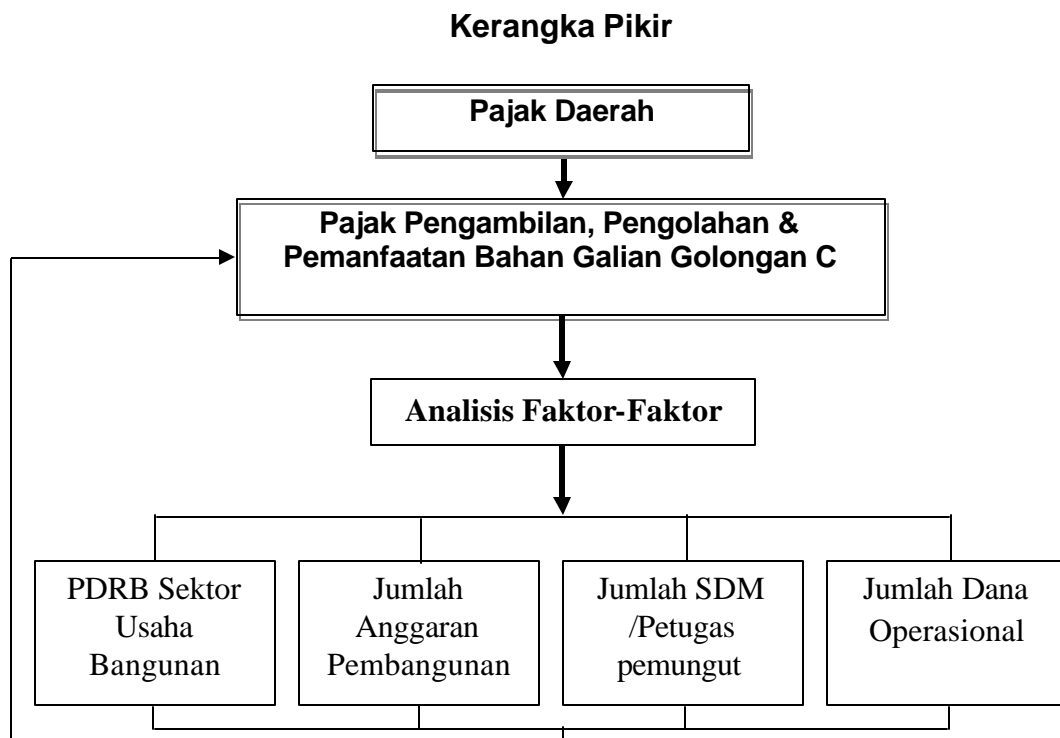 Kerangka Pikir
Pajak Daerah
Pajak Pengambilan, Pengolahan &
Pemanfaatan Bahan Galian Golongan C
Analisis Faktor-Faktor
PDRB Sektor
Usaha
Bangunan
Jumlah
Anggaran
Pembangunan
Jumlah SDM
/Petugas
pemungut
Jumlah Dana
Operasional